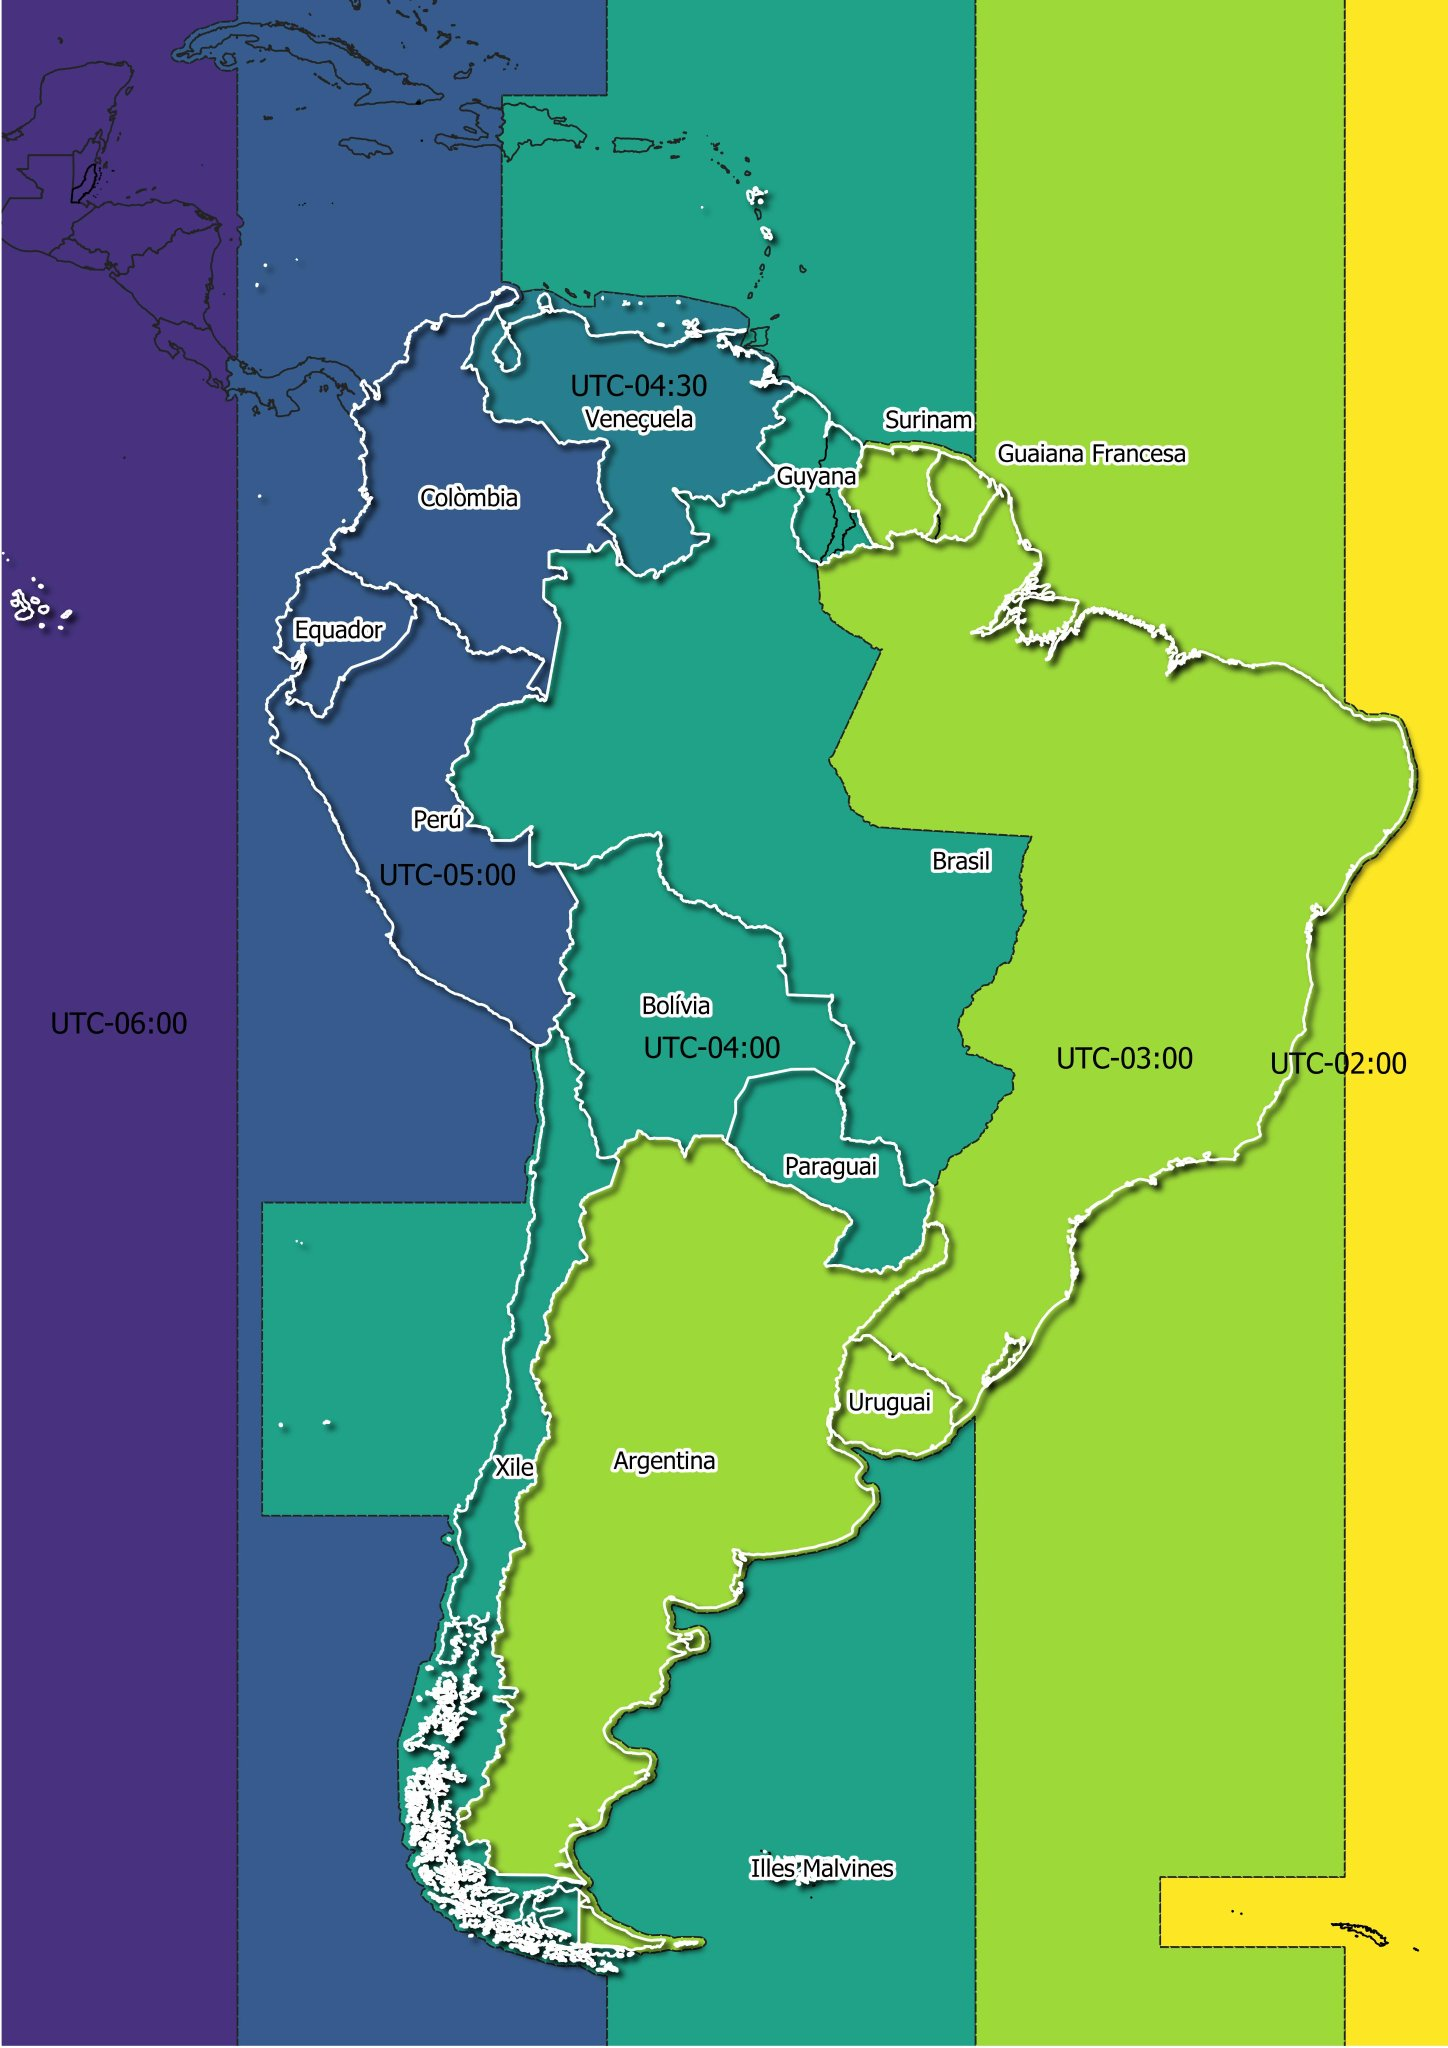 UTC-04:30
Veneçuela
Surinam
Guaiana Francesa
Guyana
Colòmbia
Equador
Perú
UTC-05:00
Brasil
Bolívia
UTC-06:00
UTC-04:00
UTC-03:00
UTC-02:00
Paraguai
Uruguai
Argentina
Xile
Illes Malvines